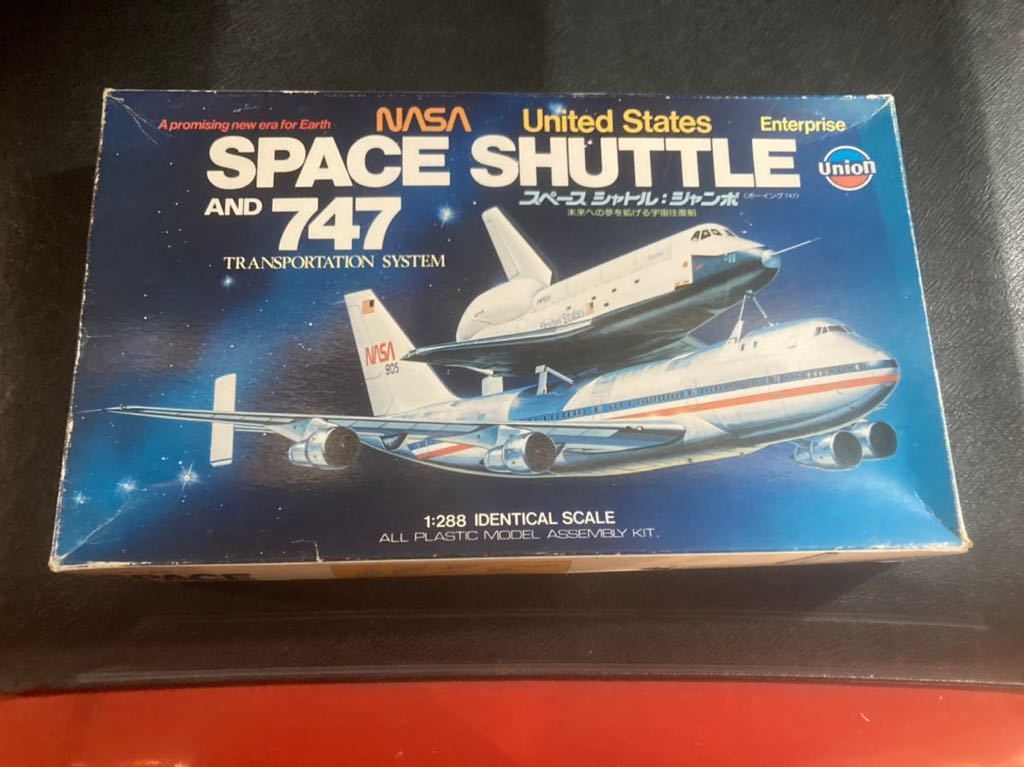 A promising new era for Earth
NASA
United States
Enterprise
SPACE SHUTTLE
Union
AND 747
スペース シャトル:ジャンボ
(ボーイング747)
未来への夢を拡げる宇宙往復船
TRANSPORTATION SYSTEM
NASA
United States
NASA
905
1:288 IDENTICAL SCALE
ALL PLASTIC MODEL ASSEMBLY KIT.
SPACE